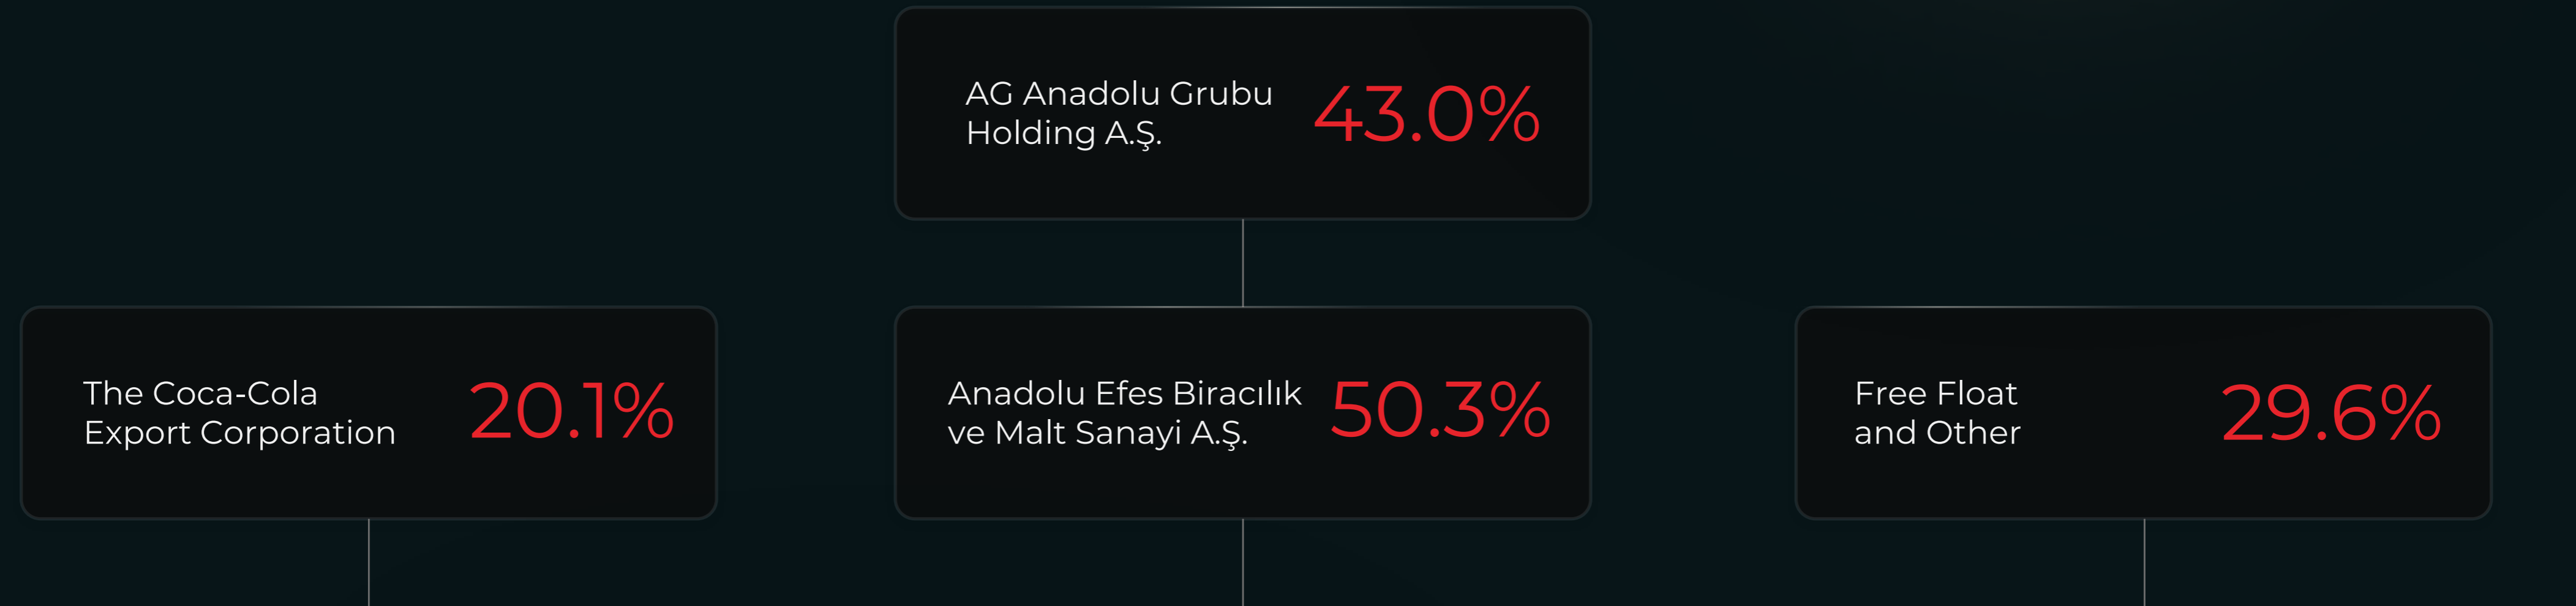 AG Anadolu Grubu
Holding A.Ş.
43.0%
The Coca-Cola
Export Corporation
20.1%
Anadolu Efes Biracılık
ve Malt Sanayi A.Ş.
50.3%
Free Float
and Other
29.6%